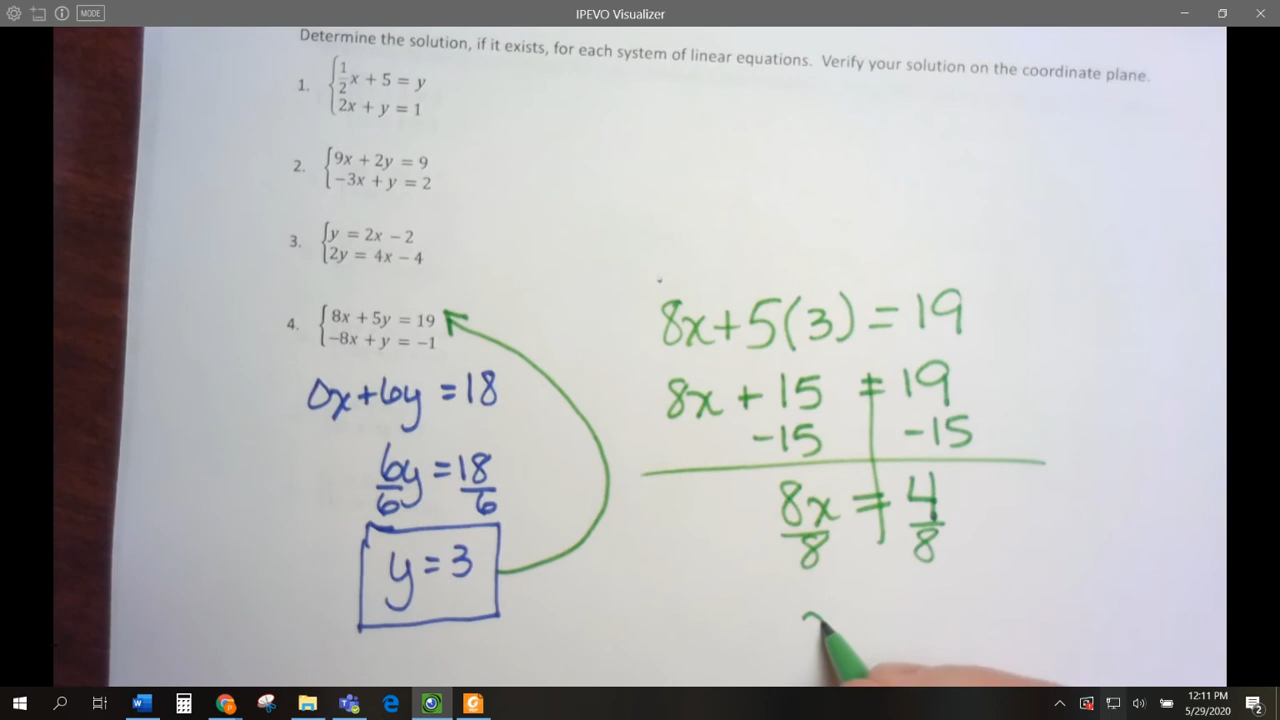 MODE
IPEVO Visualizer
Determine the solution, if it exists, for each system of linear equations. Verify your solution on the coordinate plane.
1. {1/2 x + 5 = y
2x + y = 1
2. {9x + 2y = 9
−3x + y = 2
3. {y = 2x − 2
2y = 4x − 4
4. {8x + 5y = 19
−8x + y = −1
0x+6y =18
6y/6 = 18/6
y = 3
8x+5(3) = 19
8x + 15 = 19
-15 -15
8x/8 = 4/8
12:11 PM
5/29/2020
2